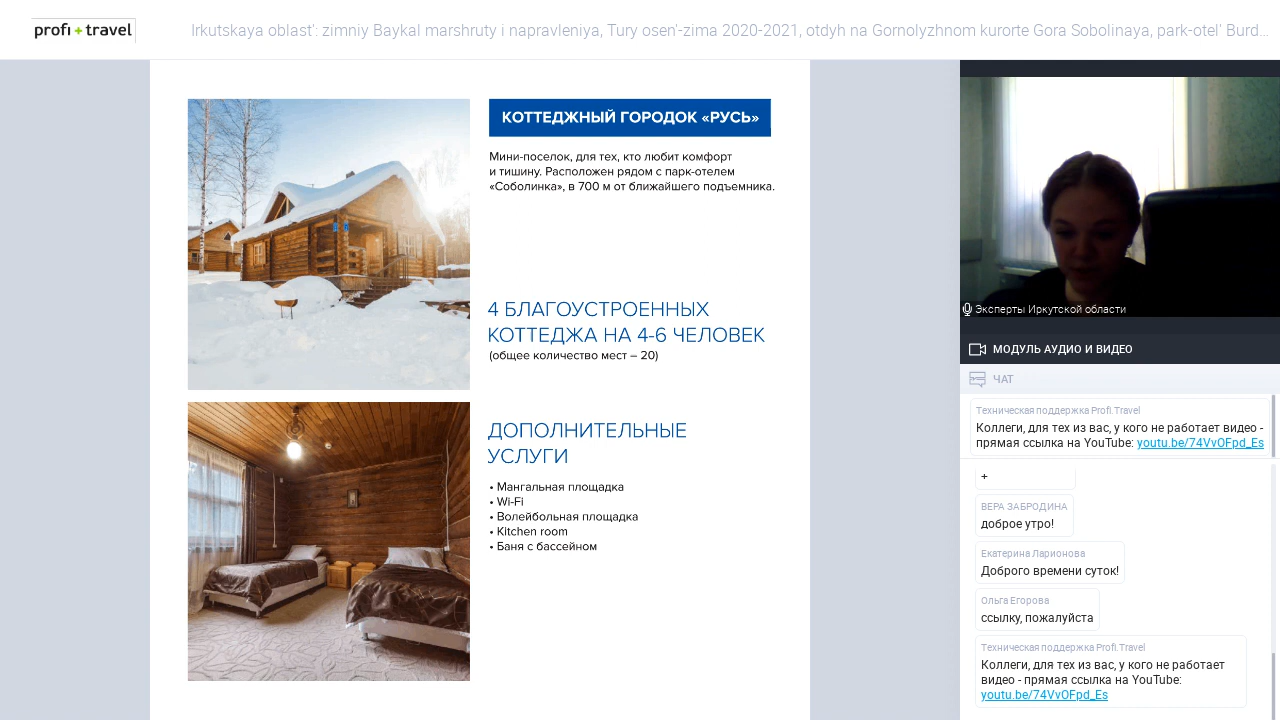 profi + travel
Irkutskaya oblast': zimniy Baykal marshruty i napravleniya, Tury osen'-zima 2020-2021, otdyh na Gornolyzhnom kurorte Gora Sobolinaya, park-otel' Burd...
КОТТЕДЖНЫЙ ГОРОДОК «РУСЬ»
Мини-поселок, для тех, кто любит комфорт
и тишину. Расположен рядом с парк-отелем
«Соболинка», в 700 м от ближайшего подъемника.
4 БЛАГОУСТРОЕННЫХ
КОТТЕДЖА НА 4-6 ЧЕЛОВЕК
(общее количество мест – 20)
ДОПОЛНИТЕЛЬНЫЕ
УСЛУГИ
• Мангальная площадка
• Wi-Fi
• Волейбольная площадка
• Kitchen room
• Баня с бассейном
Эксперты Иркутской области
МОДУЛЬ АУДИО И ВИДЕО
ЧАТ
Техническая поддержка Profi.Travel
Коллеги, для тех из вас, у кого не работает видео -
прямая ссылка на YouTube: youtu.be/74VvOFpd_Es
+
ВЕРА ЗАБРОДИНА
доброе утро!
Екатерина Ларионова
Доброго времени суток!
Ольга Егорова
ссылку, пожалуйста
Техническая поддержка Profi.Travel
Коллеги, для тех из вас, у кого не работает
видео - прямая ссылка на YouTube:
youtu.be/74VvOFpd_Es